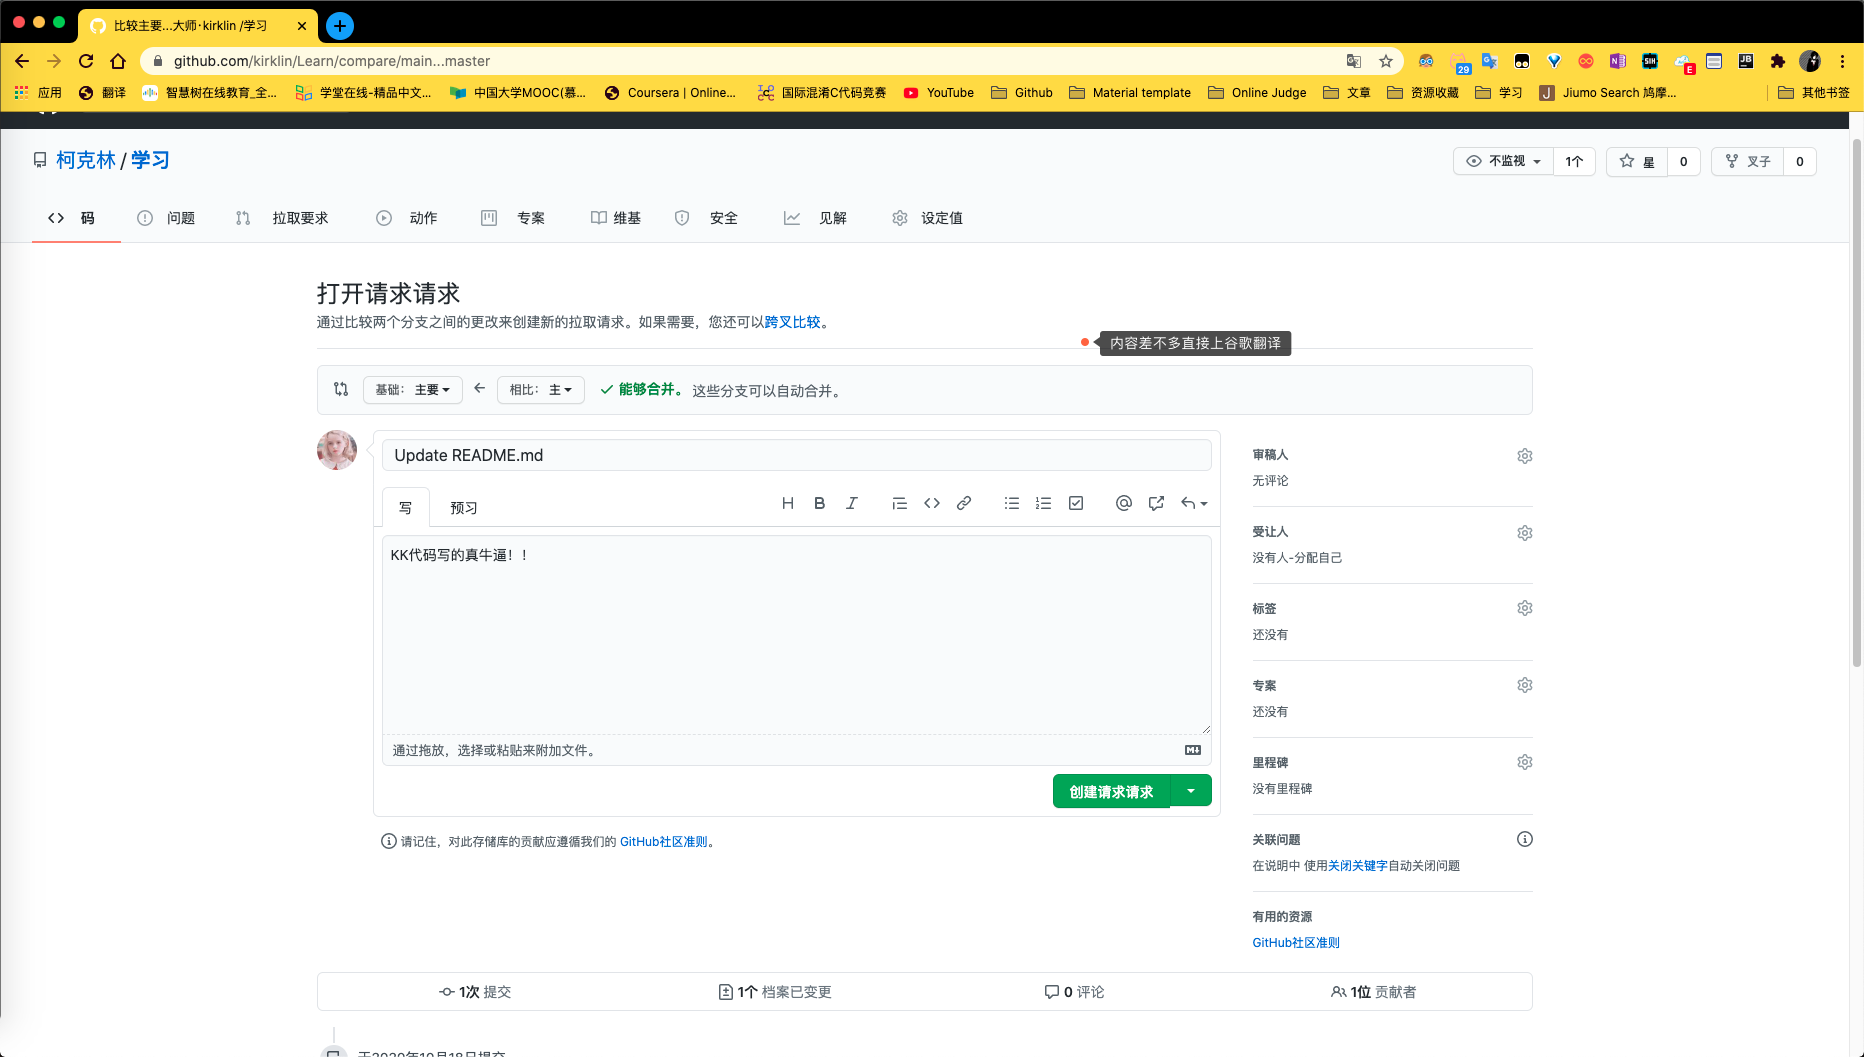 比较主要...大师·kirklin /学习
github.com/kirklin/Learn/compare/main...master
29
E
应用
翻译
智慧树在线教育_全...
学堂在线-精品中文...
中国大学MOOC(慕...
Coursera | Online...
国际混淆C代码竞赛
YouTube
Github
Material template
Online Judge
文章
资源收藏
学习
Jiumo Search 鸠摩...
其他书签
柯克林 / 学习
不监视 1个
星 0
叉子 0
码
问题
拉取要求
动作
专案
维基
安全
见解
设定值
打开请求请求
通过比较两个分支之间的更改来创建新的拉取请求。如果需要，您还可以跨叉比较。
内容差不多直接上谷歌翻译
基础： 主要
相比： 主
能够合并。 这些分支可以自动合并。
Update README.md
写
预习
H B I
KK代码写的真牛逼！！
通过拖放，选择或粘贴来附加文件。
创建请求请求
请记住，对此存储库的贡献应遵循我们的 GitHub社区准则。
审稿人
无评论
受让人
没有人-分配自己
标签
还没有
专案
还没有
里程碑
没有里程碑
关联问题
在说明中 使用关闭关键字自动关闭问题
有用的资源
GitHub社区准则
1次 提交
1个 档案已变更
0 评论
1位 贡献者
于2020年10月18日提交